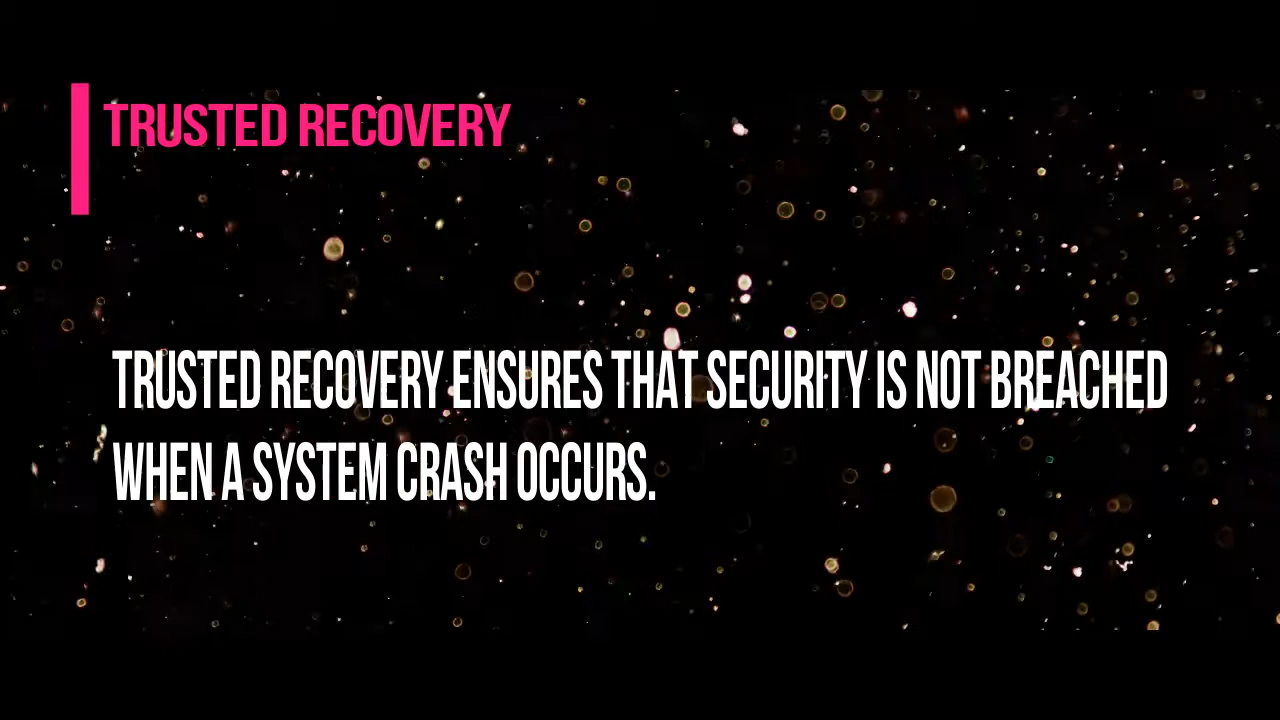 TRUSTED RECOVERY
TRUSTED RECOVERY ENSURES THAT SECURITY IS NOT BREACHED
WHEN A SYSTEM CRASH OCCURS.